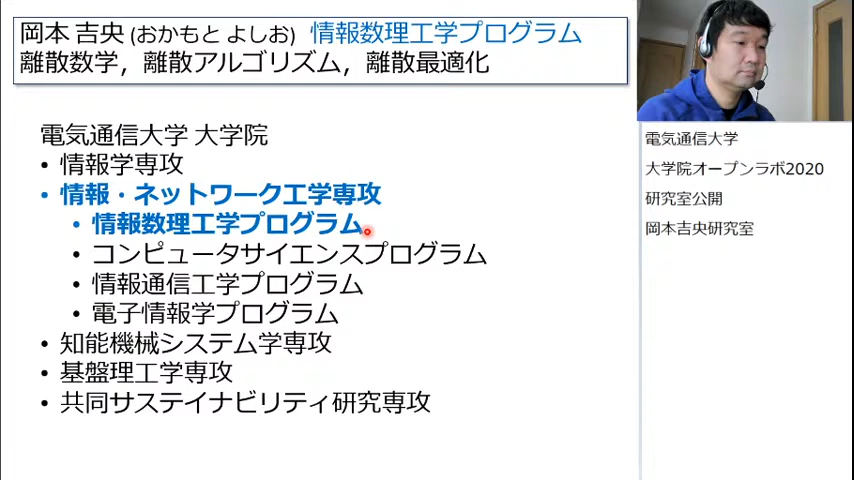 岡本 吉央 (おかもと よしお) 情報数理工学プログラム
離散数学，離散アルゴリズム，離散最適化
電気通信大学 大学院
• 情報学専攻
• 情報・ネットワーク工学専攻
• 情報数理工学プログラム
• コンピュータサイエンスプログラム
• 情報通信工学プログラム
• 電子情報学プログラム
• 知能機械システム学専攻
• 基盤理工学専攻
• 共同サステイナビリティ研究専攻
電気通信大学
大学院オープンラボ2020
研究室公開
岡本吉央研究室